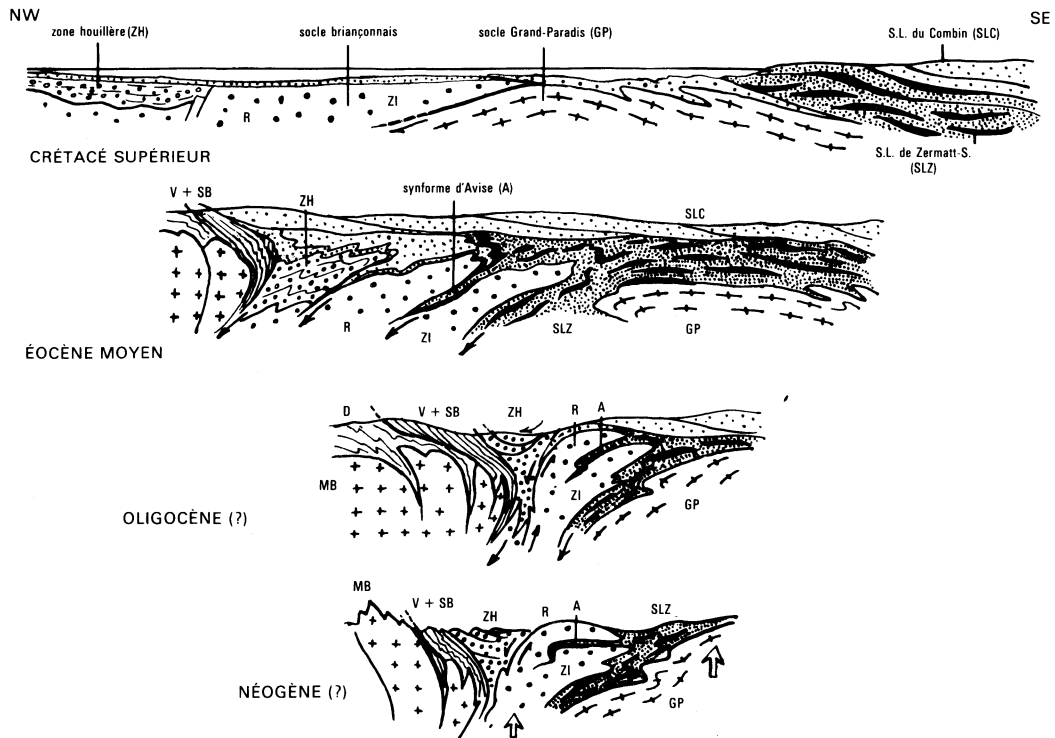 NW
SE
zone houillère (ZH)
socle briançonnais
socle Grand-Paradis (GP)
S.L. du Combin (SLC)
ZI
R
CRÉTACÉ SUPÉRIEUR
S.L. de Zermatt-S.
(SLZ)
V + SB
ZH
synforme d'Avise (A)
SLC
R
ZI
SLZ
GP
ÉOCÈNE MOYEN
D
V + SB
ZH
R
A
MB
ZI
GP
OLIGOCÈNE (?)
MB
V + SB
ZH
R
A
SLZ
ZI
GP
NÉOGÈNE (?)